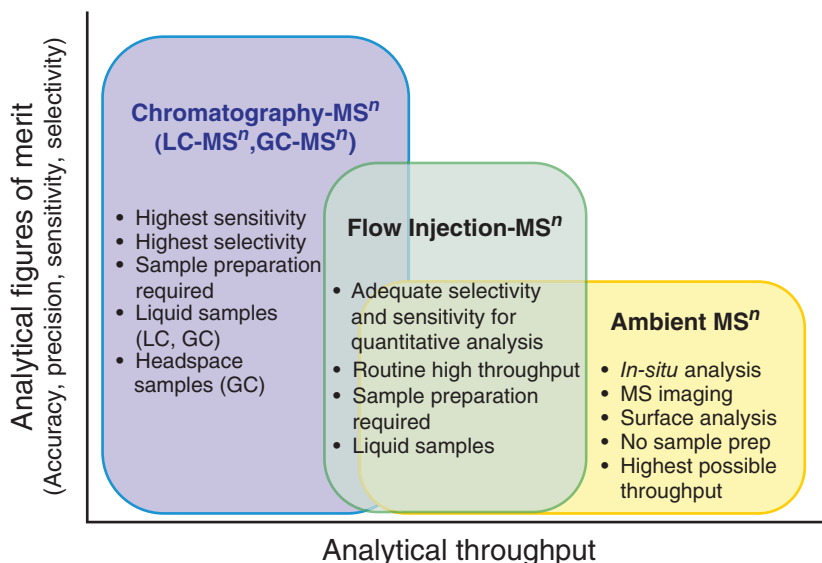 Analytical figures of merit
(Accuracy, precision, sensitivity, selectivity)
Chromatography-MSⁿ
(LC-MSⁿ,GC-MSⁿ)
• Highest sensitivity
• Highest selectivity
• Sample preparation
required
• Liquid samples
(LC, GC)
• Headspace
samples (GC)
Flow Injection-MSⁿ
• Adequate selectivity
and sensitivity for
quantitative analysis
• Routine high throughput
• Sample preparation
required
• Liquid samples
Ambient MSⁿ
• In-situ analysis
• MS imaging
• Surface analysis
• No sample prep
• Highest possible
throughput
Analytical throughput